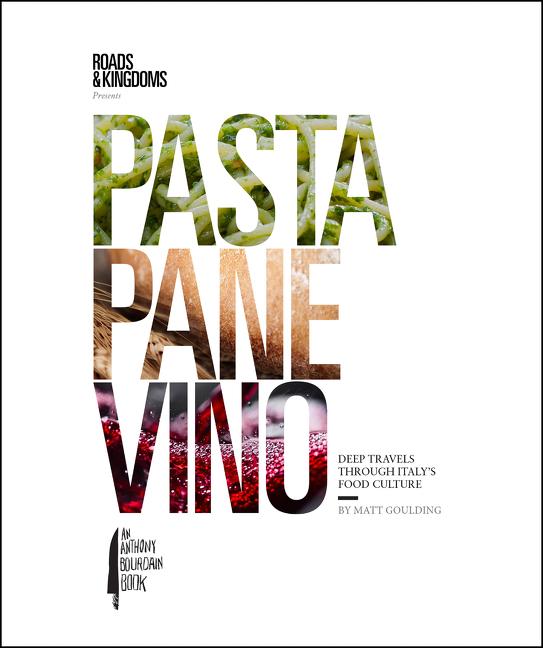 ROADS
& KINGDOMS
Presents
PASTA
PANE
VINO
DEEP TRAVELS
THROUGH ITALY'S
FOOD CULTURE
BY MATT GOULDING
AN
ANTHONY
BOURDAIN
BOOK